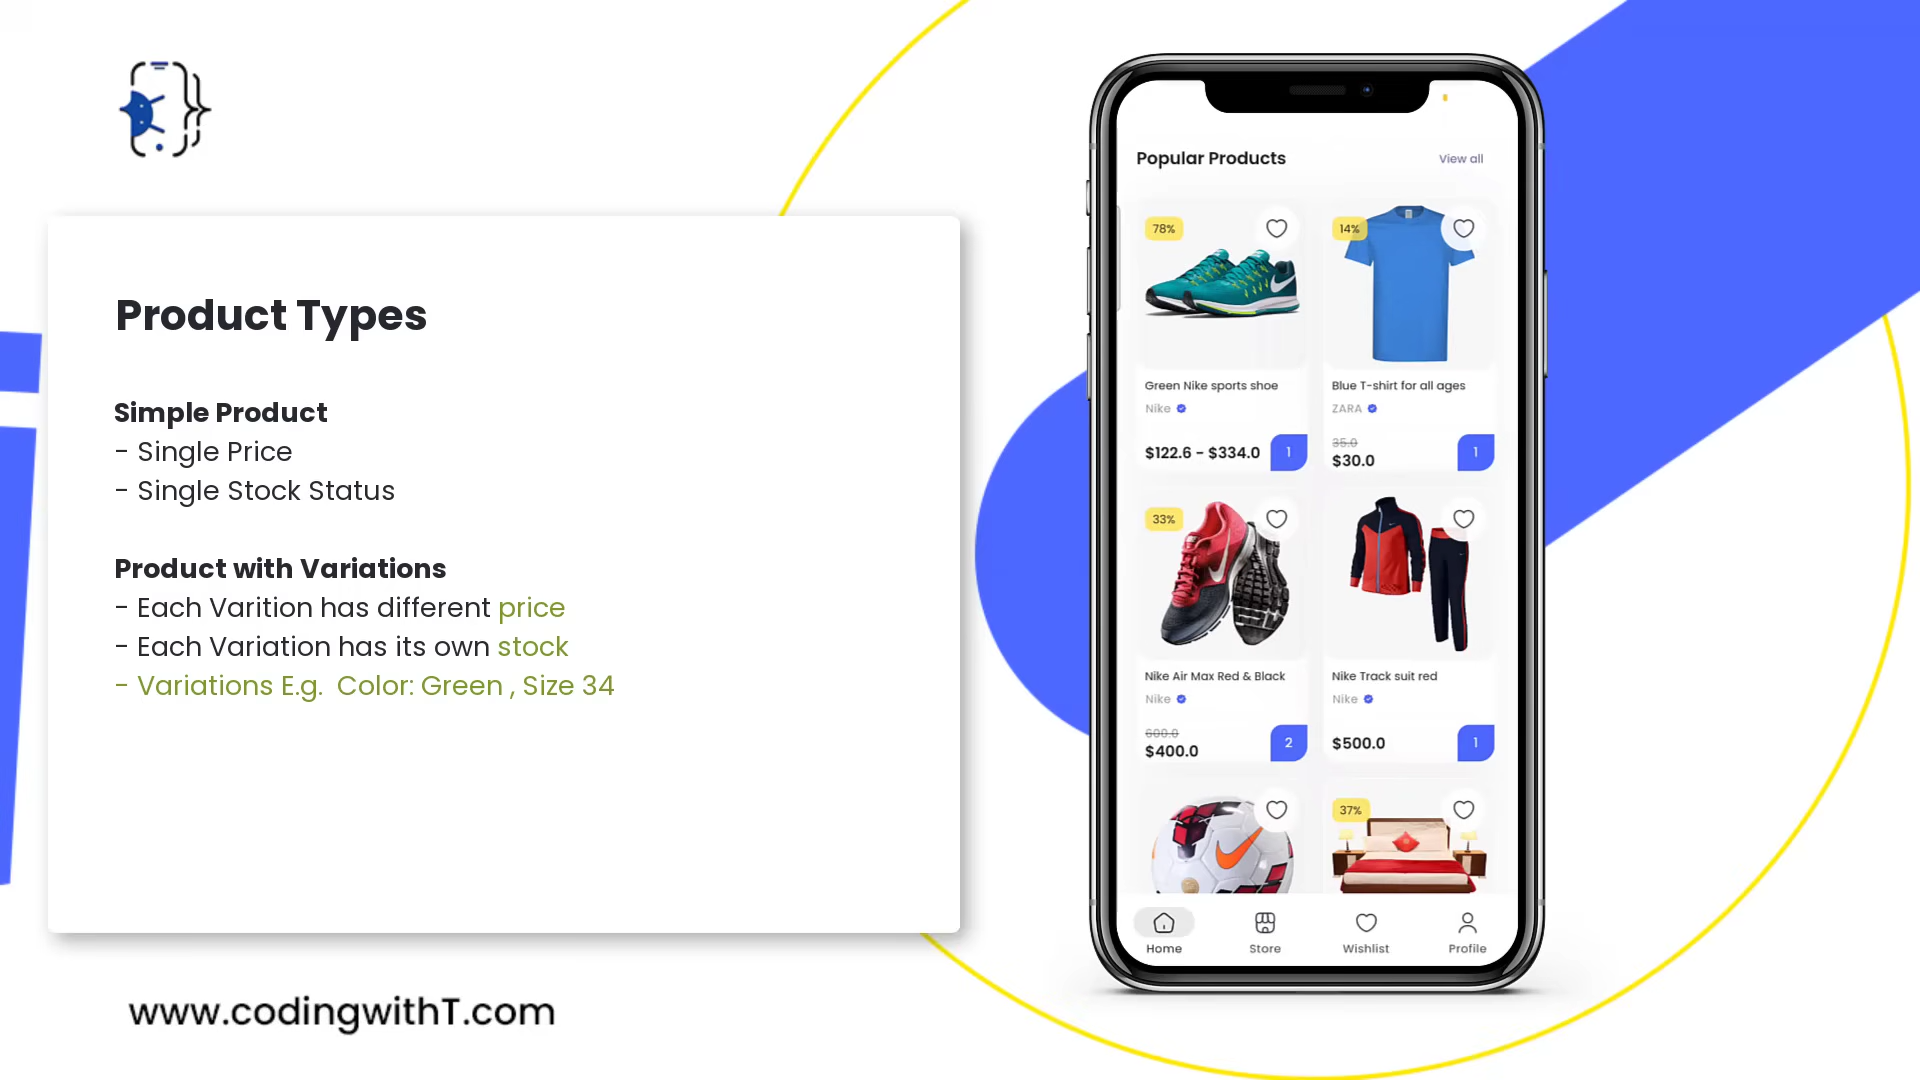 Product Types
Simple Product
- Single Price
- Single Stock Status
Product with Variations
- Each Varition has different price
- Each Variation has its own stock
- Variations E.g. Color: Green , Size 34
www.codingwithT.com
Popular Products
View all
78%
14%
Green Nike sports shoe
Blue T-shirt for all ages
Nike
ZARA
35.0
$122.6 - $334.0
1
$30.0
1
33%
Nike Air Max Red & Black
Nike Track suit red
Nike
Nike
600.0
$400.0
2
$500.0
1
37%
Home
Store
Wishlist
Profile